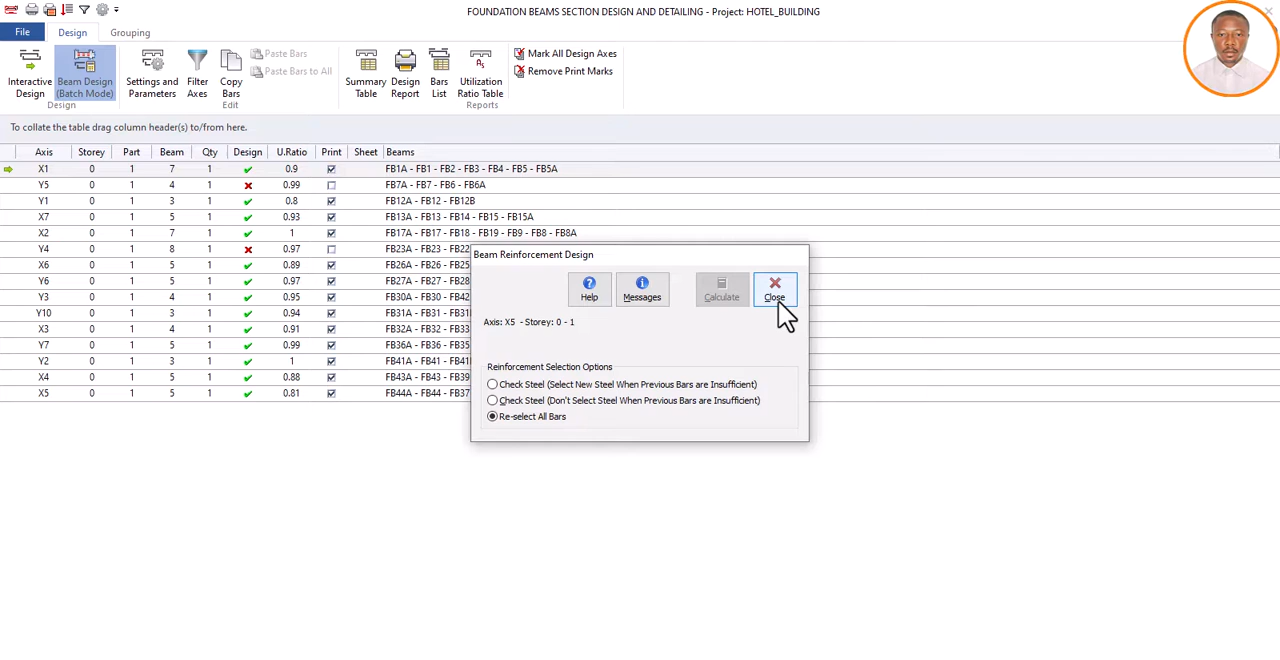 FOUNDATION BEAMS SECTION DESIGN AND DETAILING - Project: HOTEL_BUILDING
File Design Grouping
Interactive Design
Beam Design (Batch Mode)
Settings and Parameters
Filter Axes
Copy Bars
Paste Bars
Paste Bars to All
Summary Table
Design Report
Bars List
Utilization Ratio Table
Mark All Design Axes
Remove Print Marks
Design Edit Reports
To collate the table drag column header(s) to/from here.
Axis Storey Part Beam Qty Design U.Ratio Print Sheet Beams
X1 0 1 7 1 0.9 FB1A - FB1 - FB2 - FB3 - FB4 - FB5 - FB5A
Y5 0 1 4 1 0.99 FB7A - FB7 - FB6 - FB6A
Y1 0 1 3 1 0.8 FB12A - FB12 - FB12B
X7 0 1 5 1 0.93 FB13A - FB13 - FB14 - FB15 - FB15A
X2 0 1 7 1 1 FB17A - FB17 - FB18 - FB19 - FB9 - FB8 - FB8A
Y4 0 1 8 1 0.97 FB23A - FB23 - FB22
X6 0 1 5 1 0.89 FB26A - FB26 - FB25
Y6 0 1 5 1 0.97 FB27A - FB27 - FB28
Y3 0 1 4 1 0.95 FB30A - FB30 - FB42
Y10 0 1 3 1 0.94 FB31A - FB31 - FB31
X3 0 1 4 1 0.91 FB32A - FB32 - FB33
Y7 0 1 5 1 0.99 FB36A - FB36 - FB35
Y2 0 1 3 1 1 FB41A - FB41 - FB41
X4 0 1 5 1 0.88 FB43A - FB43 - FB39
X5 0 1 5 1 0.81 FB44A - FB44 - FB37
Beam Reinforcement Design
Help Messages Calculate Close
Axis: X5 - Storey: 0 - 1
Reinforcement Selection Options
Check Steel (Select New Steel When Previous Bars are Insufficient)
Check Steel (Don't Select Steel When Previous Bars are Insufficient)
Re-select All Bars